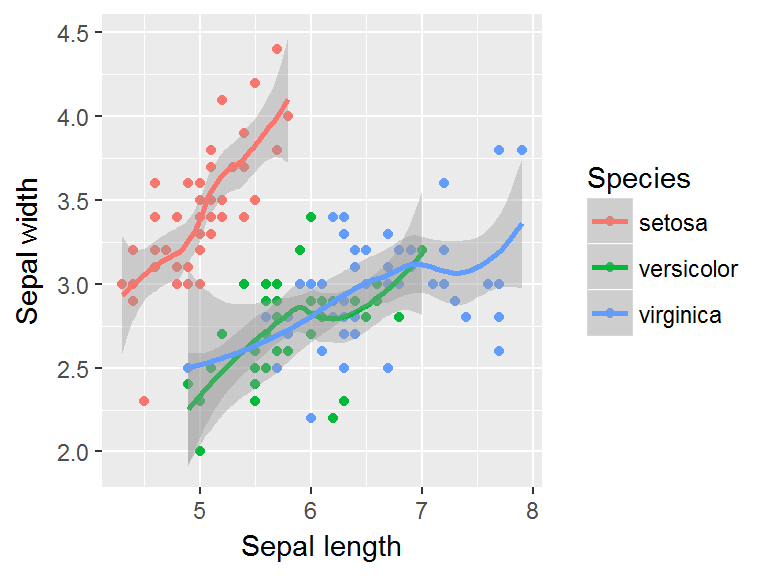 4.5
4.0
3.5
3.0
2.5
2.0
Sepal width
5 6 7 8
Sepal length
Species
setosa
versicolor
virginica